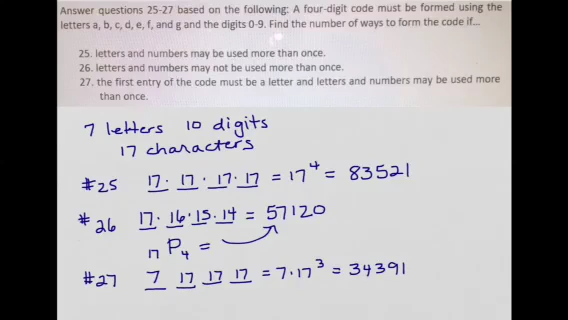 Answer questions 25-27 based on the following: A four-digit code must be formed using the
letters a, b, c, d, e, f, and g and the digits 0-9. Find the number of ways to form the code if...
25. letters and numbers may be used more than once.
26. letters and numbers may not be used more than once.
27. the first entry of the code must be a letter and letters and numbers may be used more
than once.
7 letters 10 digits
17 characters
#25 17 · 17 · 17 · 17 = 17⁴ = 83521
#26 17 · 16 · 15 · 14 = 57120
₁₇P₄ =
#27 7 17 17 17 = 7 · 17³ = 34391